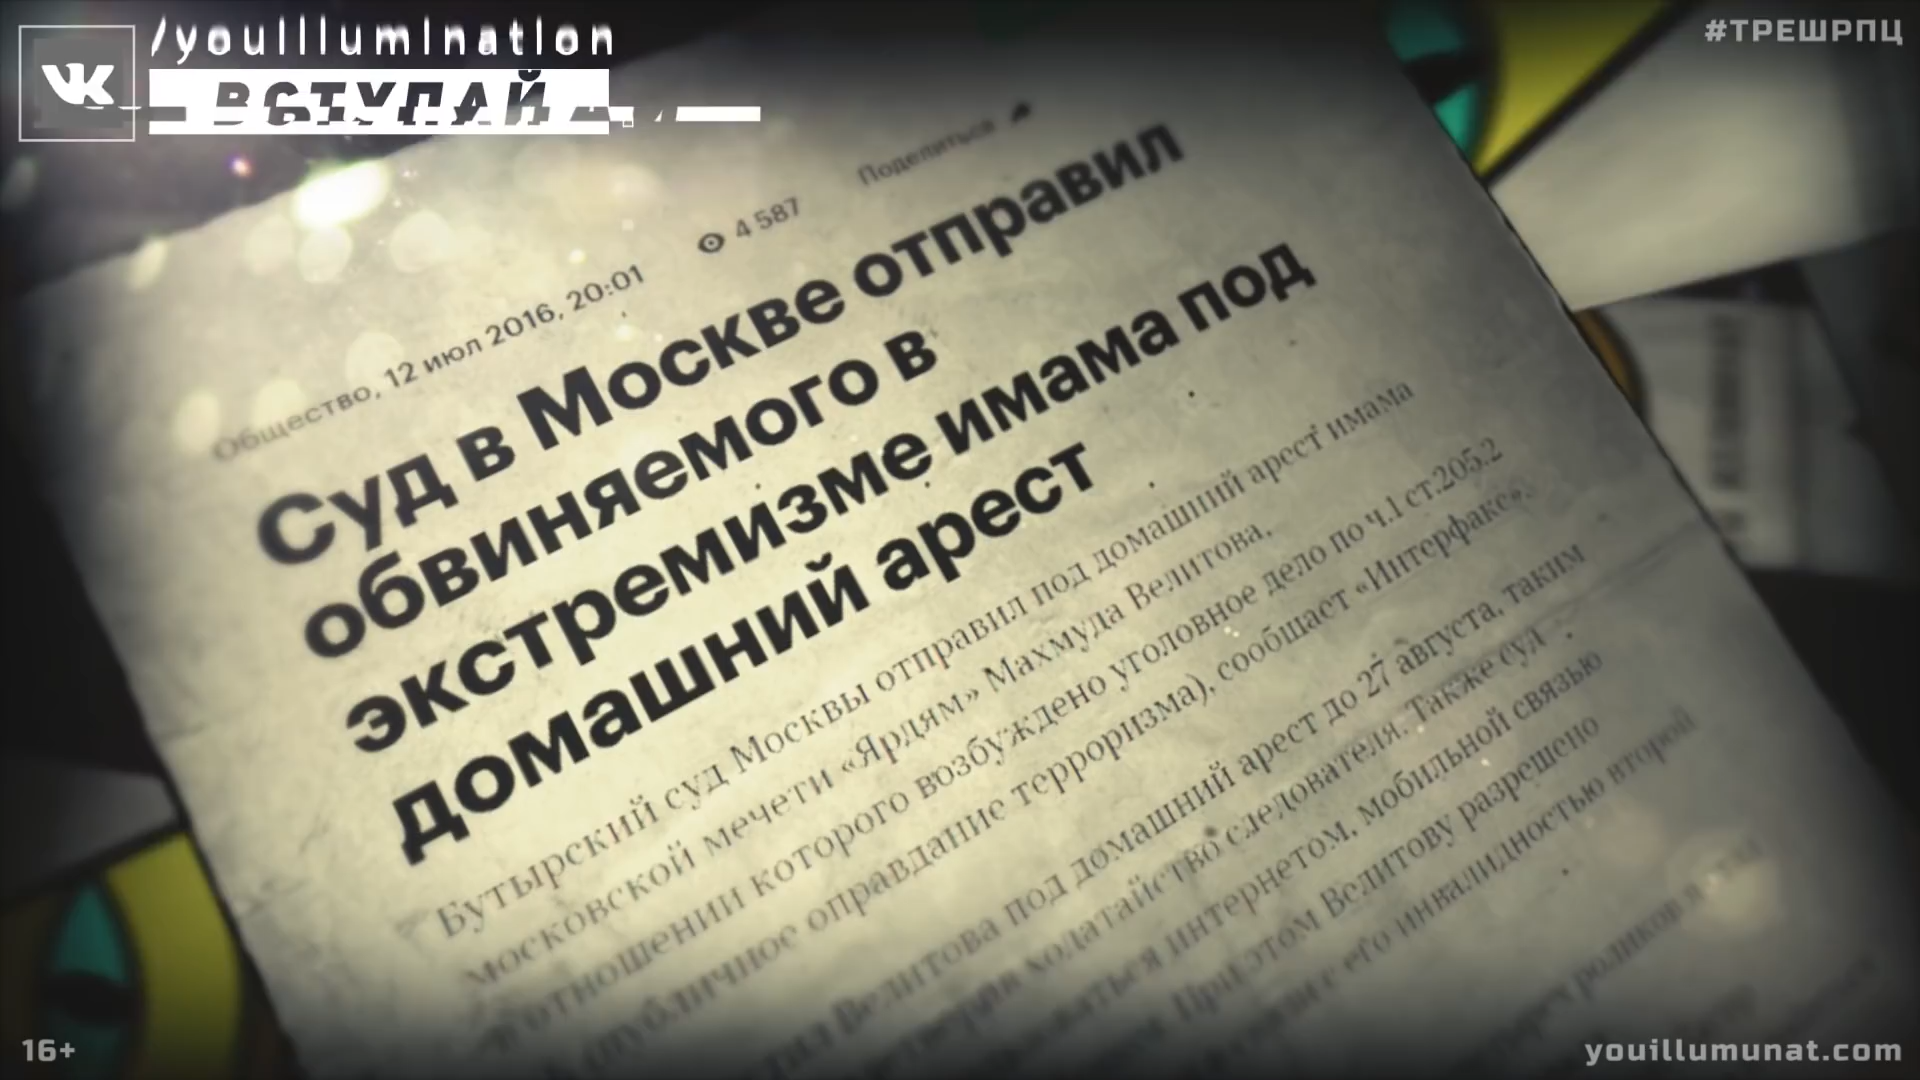 /youillumination
ВСТУПАЙ
#ТРЕШРПЦ
Поделиться
4 587
Общество, 12 июл 2016, 20:01
Суд в Москве отправил
обвиняемого в
экстремизме имама под
домашний арест
Бутырский суд Москвы отправил под домашний арест имама
московской мечети «Ярдям» Махмуда Велитова,
в отношении которого возбуждено уголовное дело по ч.1 ст.205.2
(публичное оправдание терроризма), сообщает «Интерфакс».
Велитова под домашний арест до 27 августа, таким
ходатайство следователя. Также суд
интернетом, мобильной связью
При этом Велитову разрешено
с его инвалидностью второй
роликов
16+
youillumunat.com